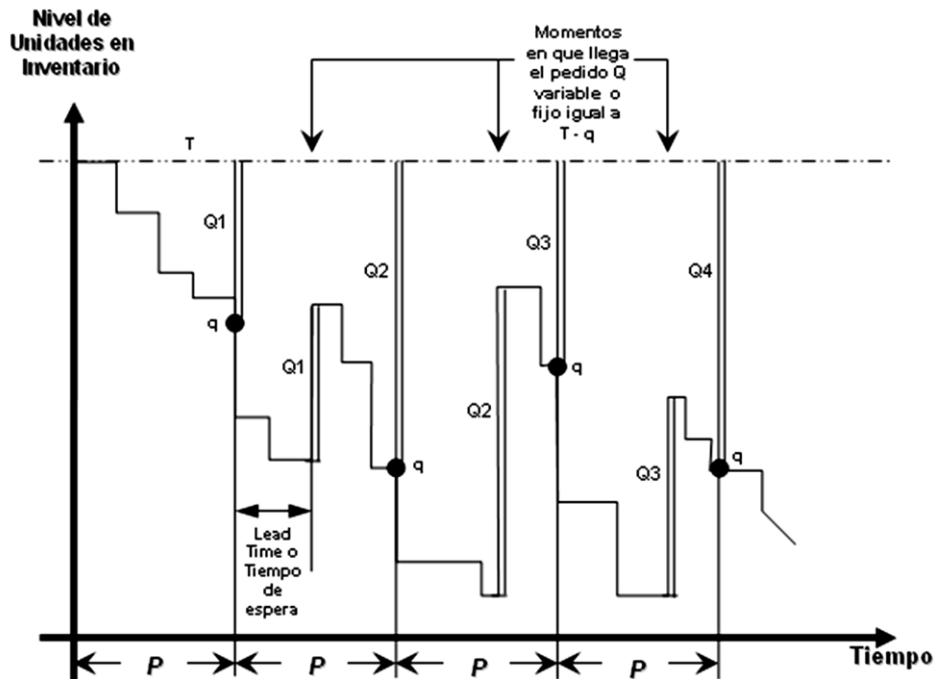 Nivel de
Unidades en
Inventario
Momentos
en que llega
el pedido Q
variable o
fijo igual a
T - q
T
Q1
Q2
Q3
Q4
q
Q1
q
Q2
q
Q3
q
Lead
Time o
Tiempo
de
espera
Tiempo
P
P
P
P